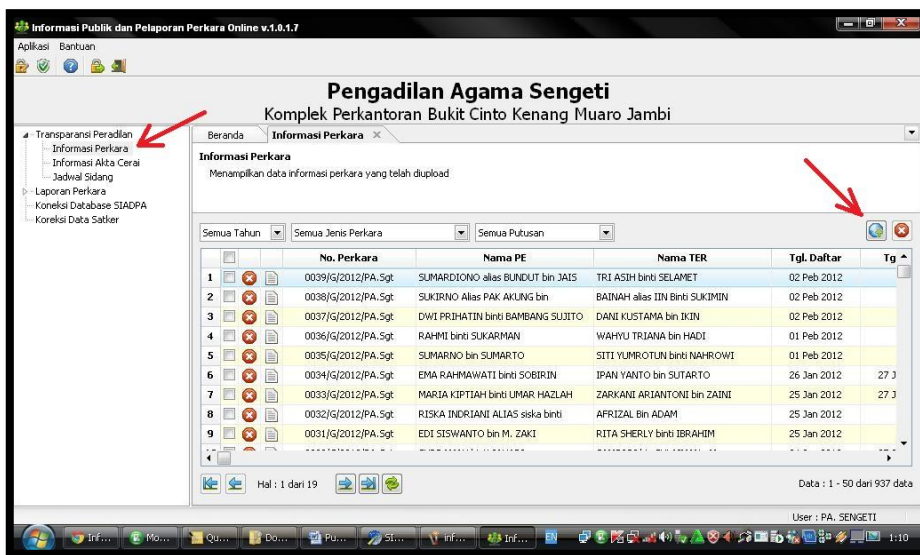 Informasi Publik dan Pelaporan Perkara Online v.1.0.1.7
Aplikasi Bantuan
Pengadilan Agama Sengeti
Komplek Perkantoran Bukit Cinto Kenang Muaro Jambi
Transparansi Peradilan
Informasi Perkara
Informasi Akta Cerai
Jadwal Sidang
Laporan Perkara
Koneksi Database SIADPA
Koreksi Data Satker
Beranda Informasi Perkara
Informasi Perkara
Menampilkan data informasi perkara yang telah diupload
Semua Tahun Semua Jenis Perkara Semua Putusan
No. Perkara Nama PE Nama TER Tgl. Daftar Tg
1 0039/G/2012/PA.Sgt SUMARDIONO alias BUNDUT bin JAIS TRI ASIH binti SELAMET 02 Peb 2012
2 0038/G/2012/PA.Sgt SUKIRNO Alias PAK AKUNG bin BAINAH alias IIN Binti SUKIMIN 02 Peb 2012
3 0037/G/2012/PA.Sgt DWI PRIHATIN binti BAMBANG SUJITO DANI KUSTAMA bin IKIN 02 Peb 2012
4 0036/G/2012/PA.Sgt RAHMI binti SUKARMAN WAHYU TRIANA bin HADI 01 Peb 2012
5 0035/G/2012/PA.Sgt SUMARNO bin SUMARTO SITI YUMROTUN binti NAHROWI 01 Peb 2012
6 0034/G/2012/PA.Sgt EMA RAHMAWATI binti SOBIRIN IPAN YANTO bin SUTARTO 26 Jan 2012 27 J
7 0033/G/2012/PA.Sgt MARIA KIPTIAH binti UMAR HAZLAH ZARKANI ARIANTONI bin ZAINI 25 Jan 2012 27 J
8 0032/G/2012/PA.Sgt RISKA INDRIANI ALIAS siska binti AFRIZAL Bin ADAM 25 Jan 2012
9 0031/G/2012/PA.Sgt EDI SISWANTO bin M. ZAKI RITA SHERLY binti IBRAHIM 25 Jan 2012
Hal : 1 dari 19 Data : 1 - 50 dari 937 data
User : PA. SENGETI
Inf... Mo... Qu... Do... Pu... SI... inf... Inf... EN 1:10